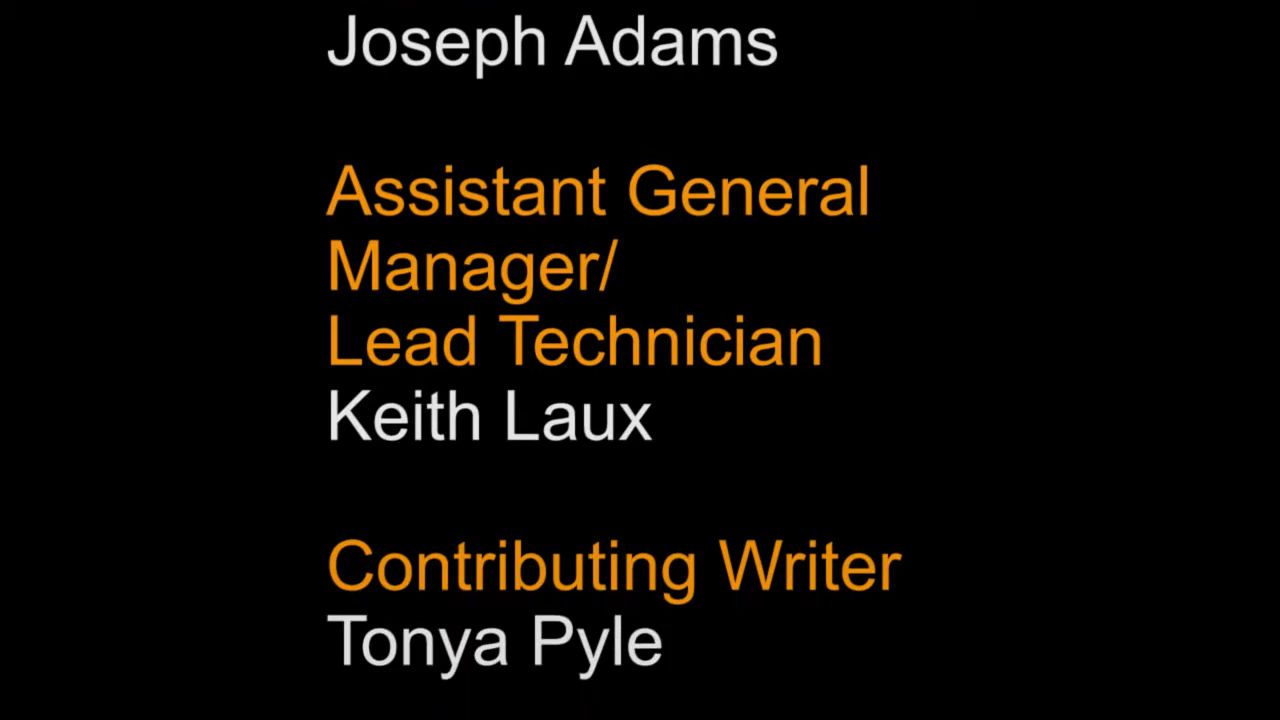 Joseph Adams
Assistant General
Manager/
Lead Technician
Keith Laux
Contributing Writer
Tonya Pyle